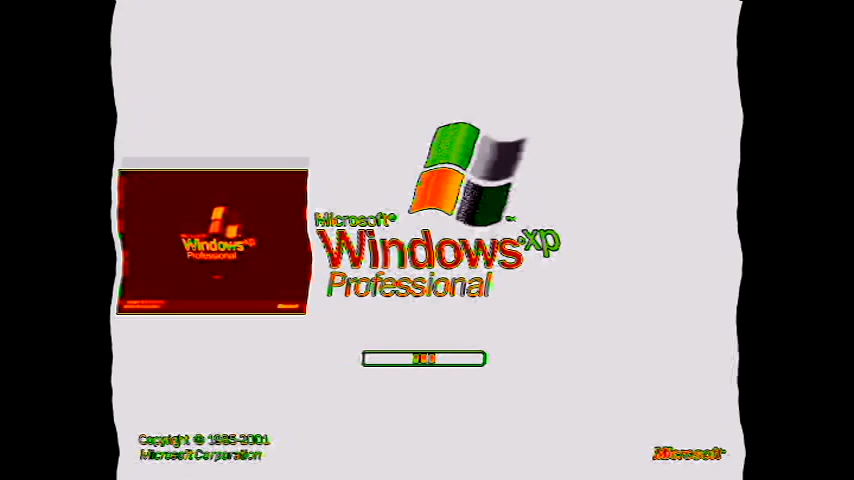 Microsoft®
Windows xp
Professional
Windows xp
Professional
Copyright © 1985-2001
Microsoft Corporation
Microsoft®